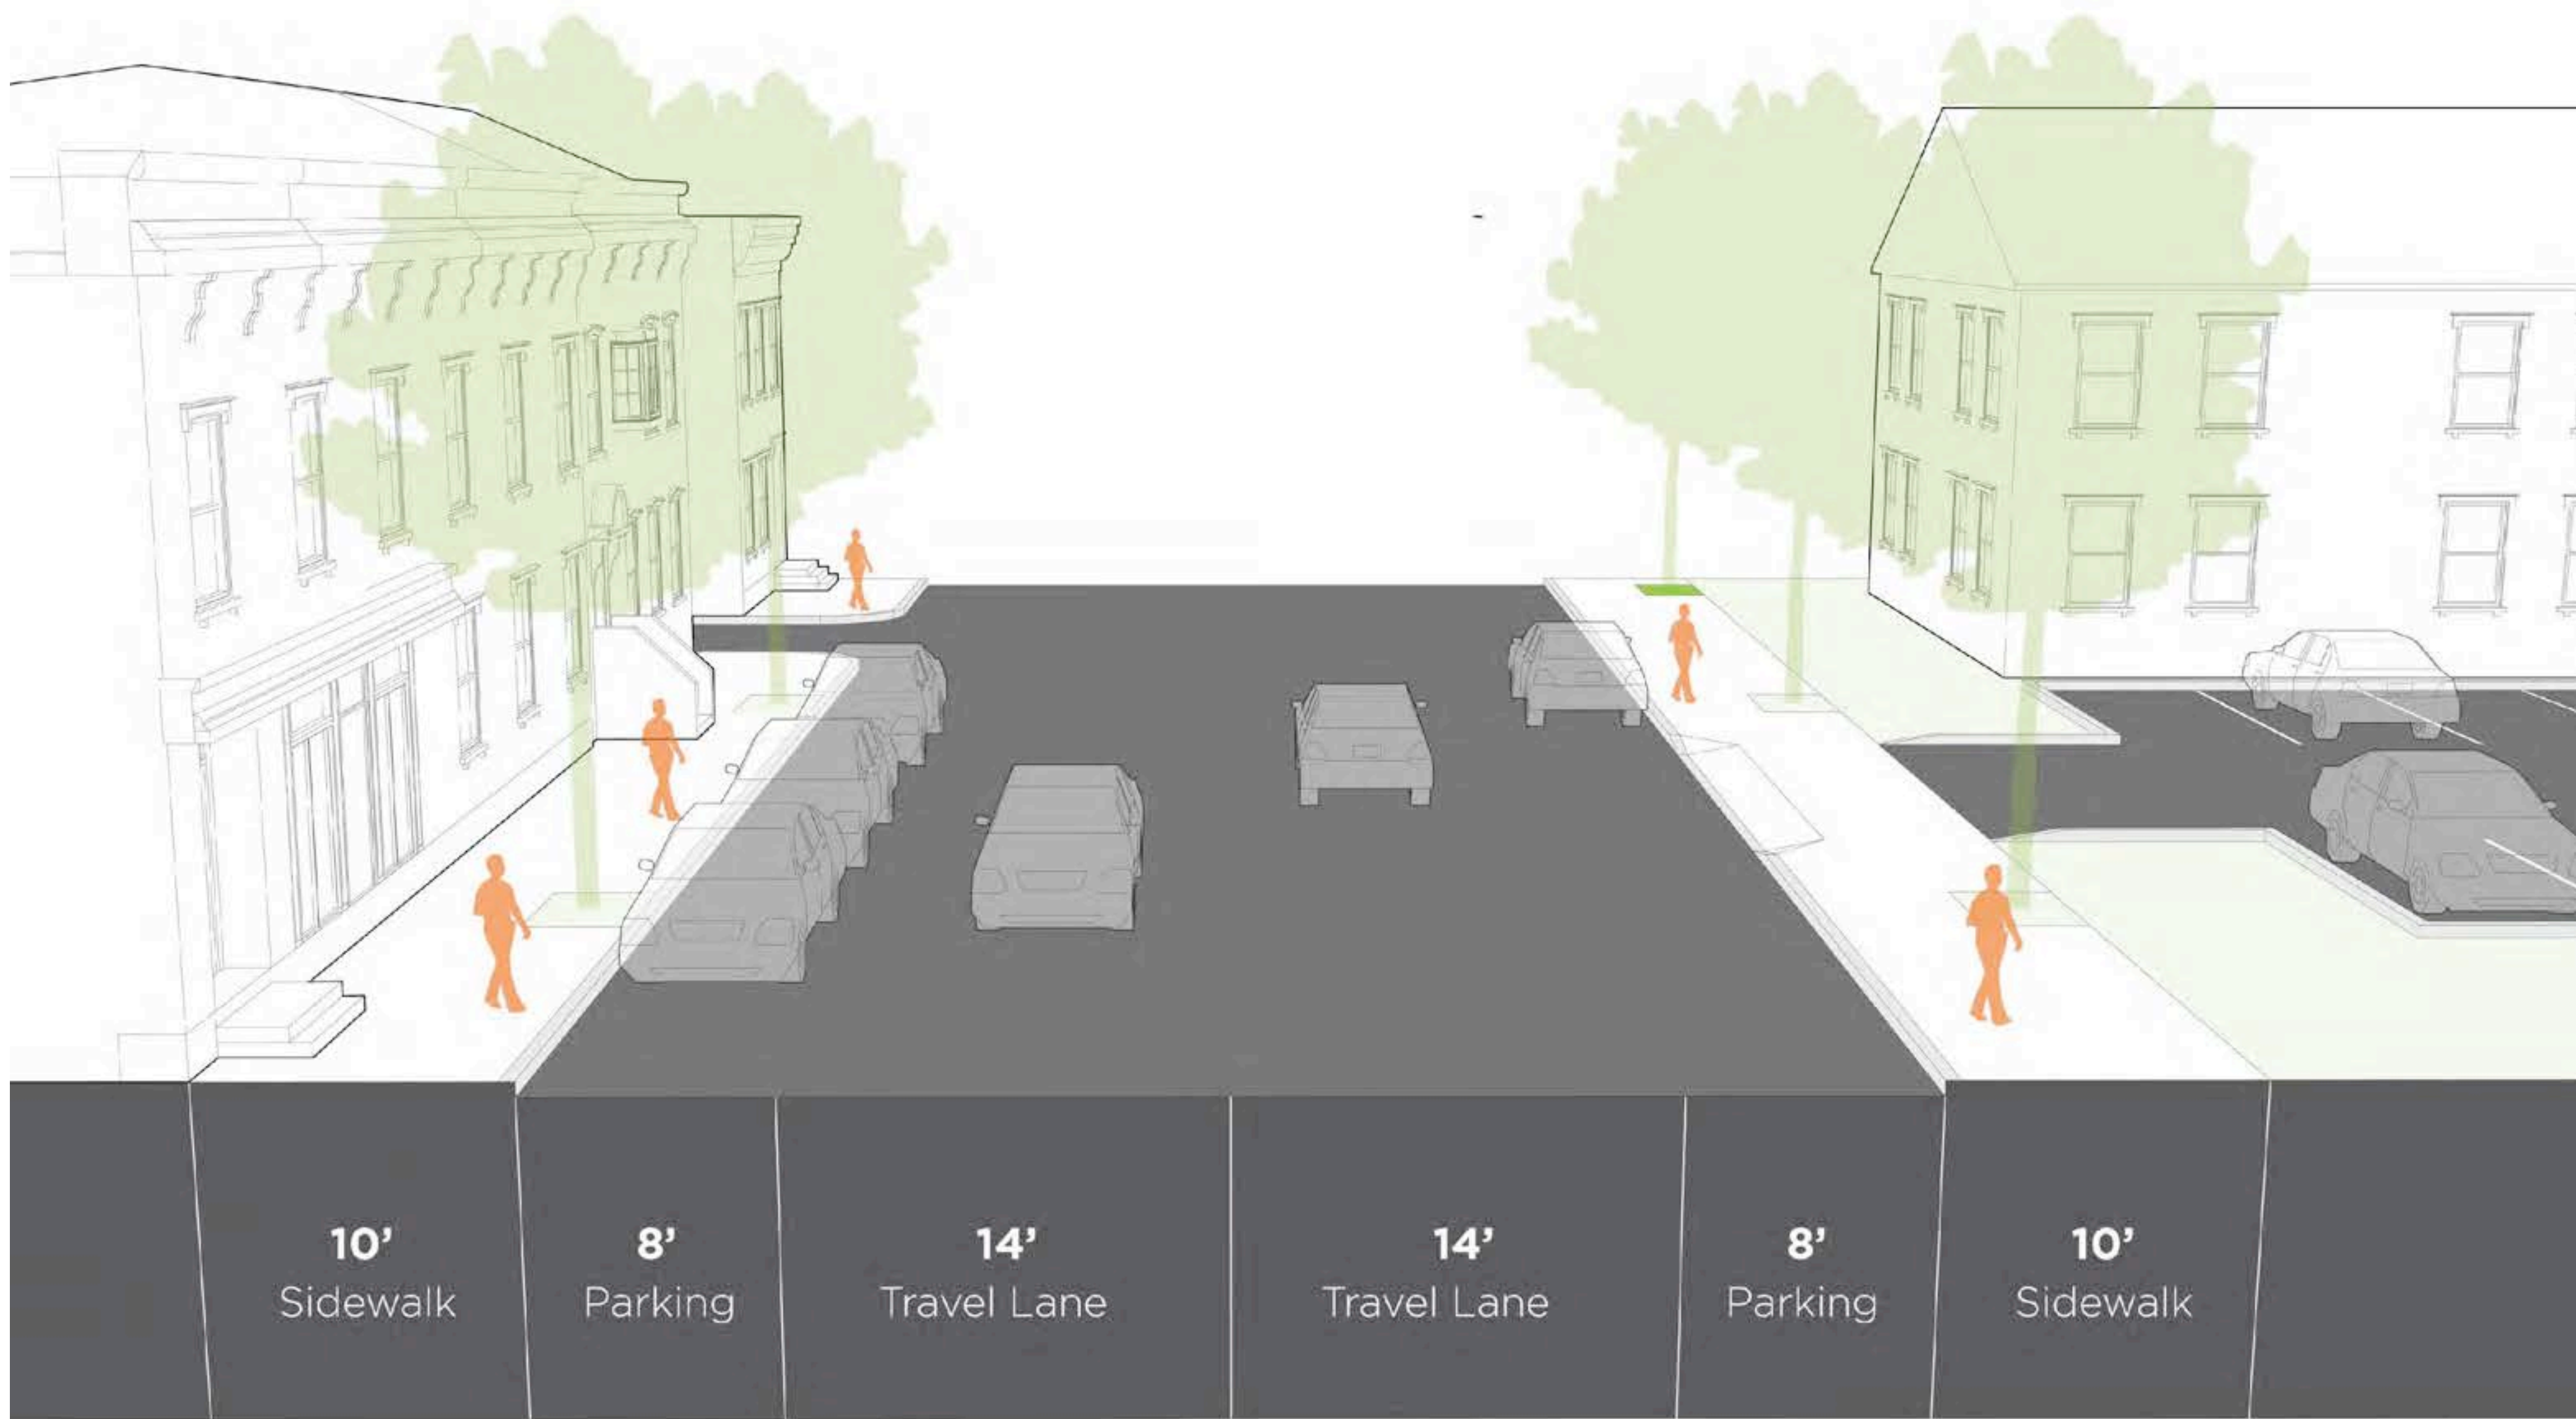 10’
Sidewalk
8’
Parking
14’
Travel Lane
14’
Travel Lane
8’
Parking
10’
Sidewalk